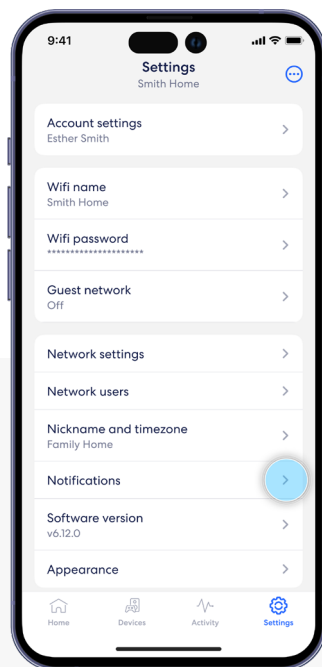 9:41
Settings
Smith Home
Account settings
Esther Smith
Wifi name
Smith Home
Wifi password
*********************
Guest network
Off
Network settings
Network users
Nickname and timezone
Family Home
Notifications
Software version
v6.12.0
Appearance
Home Devices Activity Settings